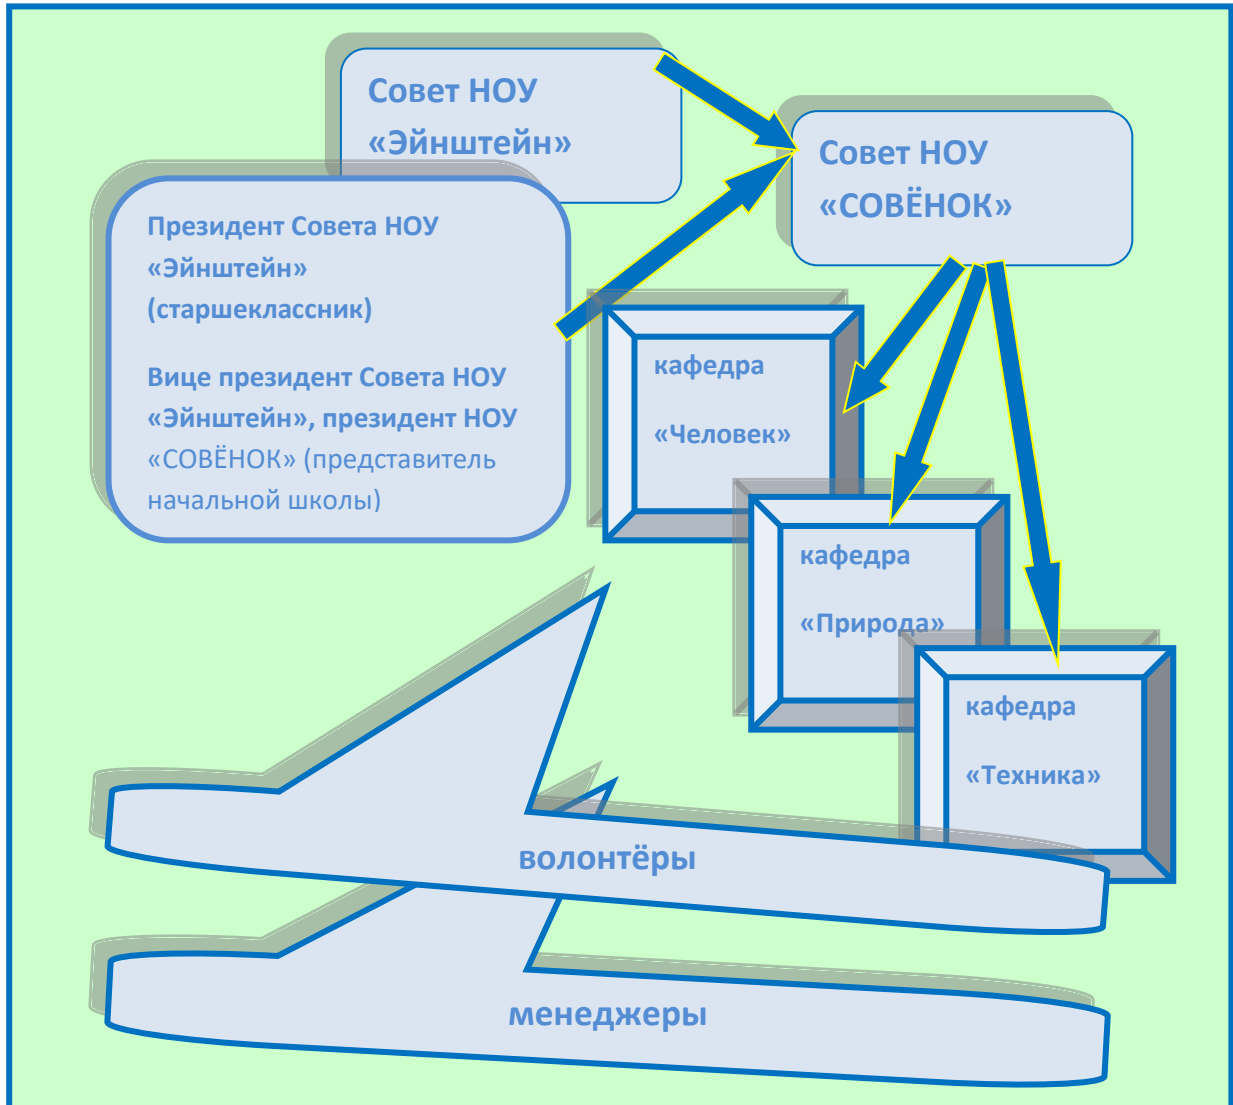 Совет НОУ
«Эйнштейн»
Совет НОУ
«СОВЁНОК»
Президент Совета НОУ
«Эйнштейн»
(старшеклассник)
Вице президент Совета НОУ
«Эйнштейн», президент НОУ
«СОВЁНОК» (представитель
начальной школы)
кафедра
«Человек»
кафедра
«Природа»
кафедра
«Техника»
волонтёры
менеджеры